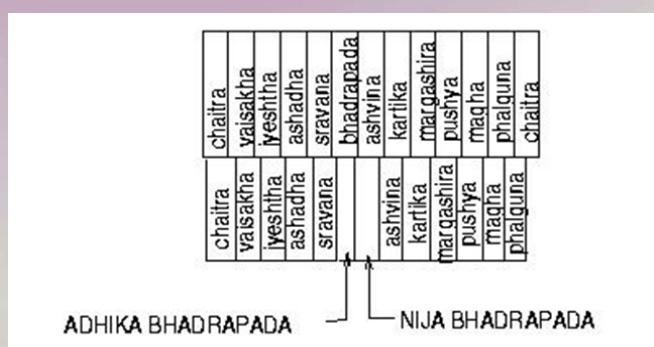 chaitra
vaisakha
jyeshtha
ashadha
sravana
bhadrapada
ashvina
kartika
margashira
pushya
magha
phalguna
chaitra
chaitra
vaisakha
jyeshtha
ashadha
sravana
ashvina
kartika
margashira
pushya
magha
phalguna
ADHIKA BHADRAPADA
NIJA BHADRAPADA